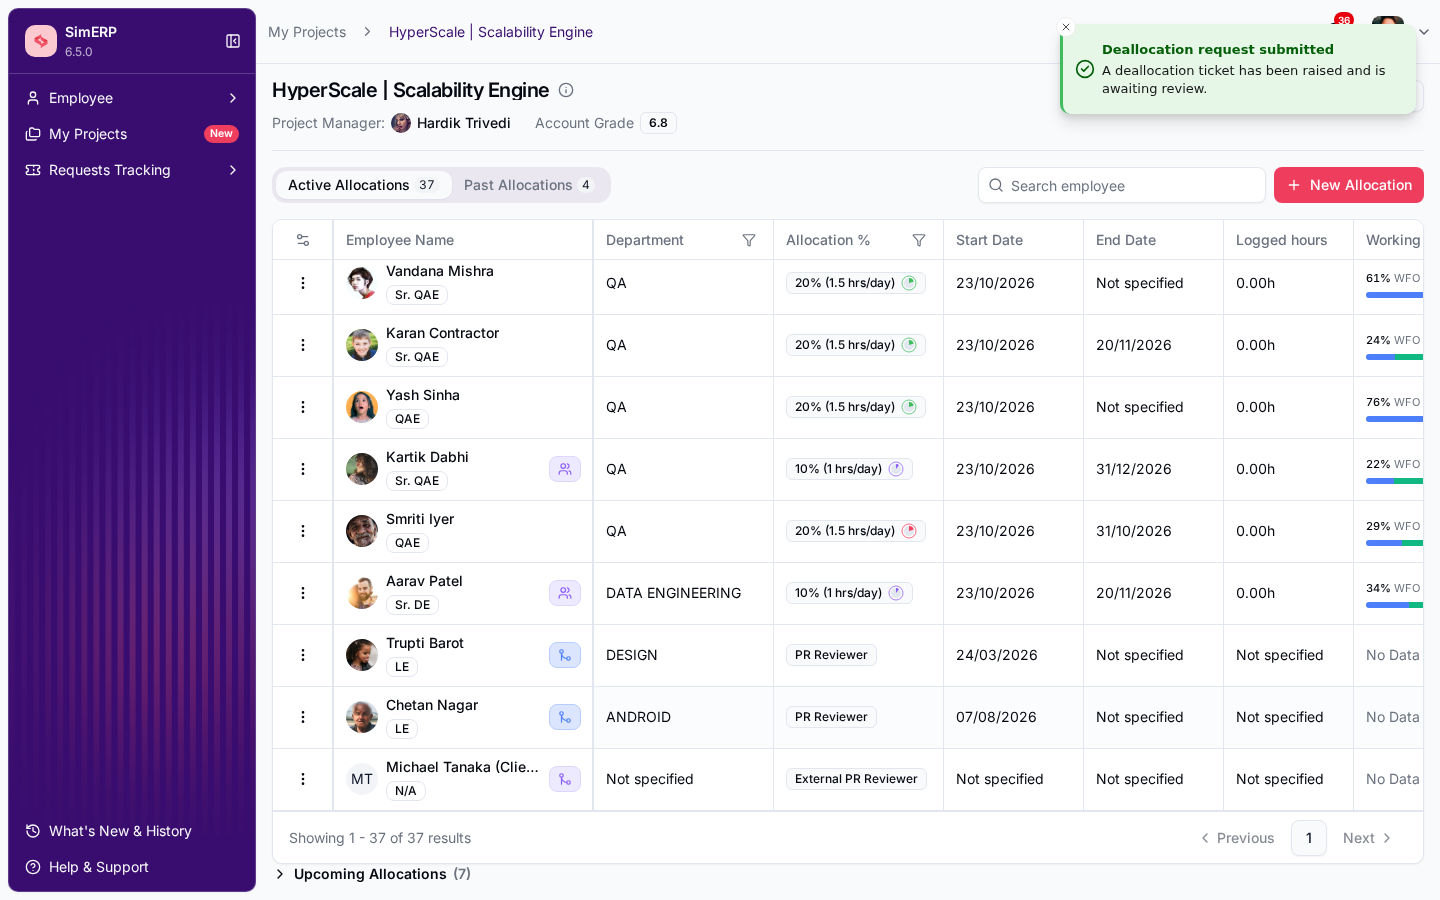 SimERP
6.5.0
Employee
My Projects
New
Requests Tracking
What's New & History
Help & Support
My Projects
HyperScale | Scalability Engine
36
Deallocation request submitted
A deallocation ticket has been raised and is
awaiting review.
HyperScale | Scalability Engine
Project Manager:
Hardik Trivedi
Account Grade
6.8
Active Allocations 37
Past Allocations 4
Search employee
New Allocation
Employee Name
Department
Allocation %
Start Date
End Date
Logged hours
Working
Vandana Mishra
Sr. QAE
QA
20% (1.5 hrs/day)
23/10/2026
Not specified
0.00h
61% WFO
Karan Contractor
Sr. QAE
QA
20% (1.5 hrs/day)
23/10/2026
20/11/2026
0.00h
24% WFO
Yash Sinha
QAE
QA
20% (1.5 hrs/day)
23/10/2026
Not specified
0.00h
76% WFO
Kartik Dabhi
Sr. QAE
QA
10% (1 hrs/day)
23/10/2026
31/12/2026
0.00h
22% WFO
Smriti Iyer
QAE
QA
20% (1.5 hrs/day)
23/10/2026
31/10/2026
0.00h
29% WFO
Aarav Patel
Sr. DE
DATA ENGINEERING
10% (1 hrs/day)
23/10/2026
20/11/2026
0.00h
34% WFO
Trupti Barot
LE
DESIGN
PR Reviewer
24/03/2026
Not specified
Not specified
No Data
Chetan Nagar
LE
ANDROID
PR Reviewer
07/08/2026
Not specified
Not specified
No Data
MT
Michael Tanaka (Clie...
N/A
Not specified
External PR Reviewer
Not specified
Not specified
Not specified
No Data
Showing 1 - 37 of 37 results
Previous
1
Next
Upcoming Allocations (7)